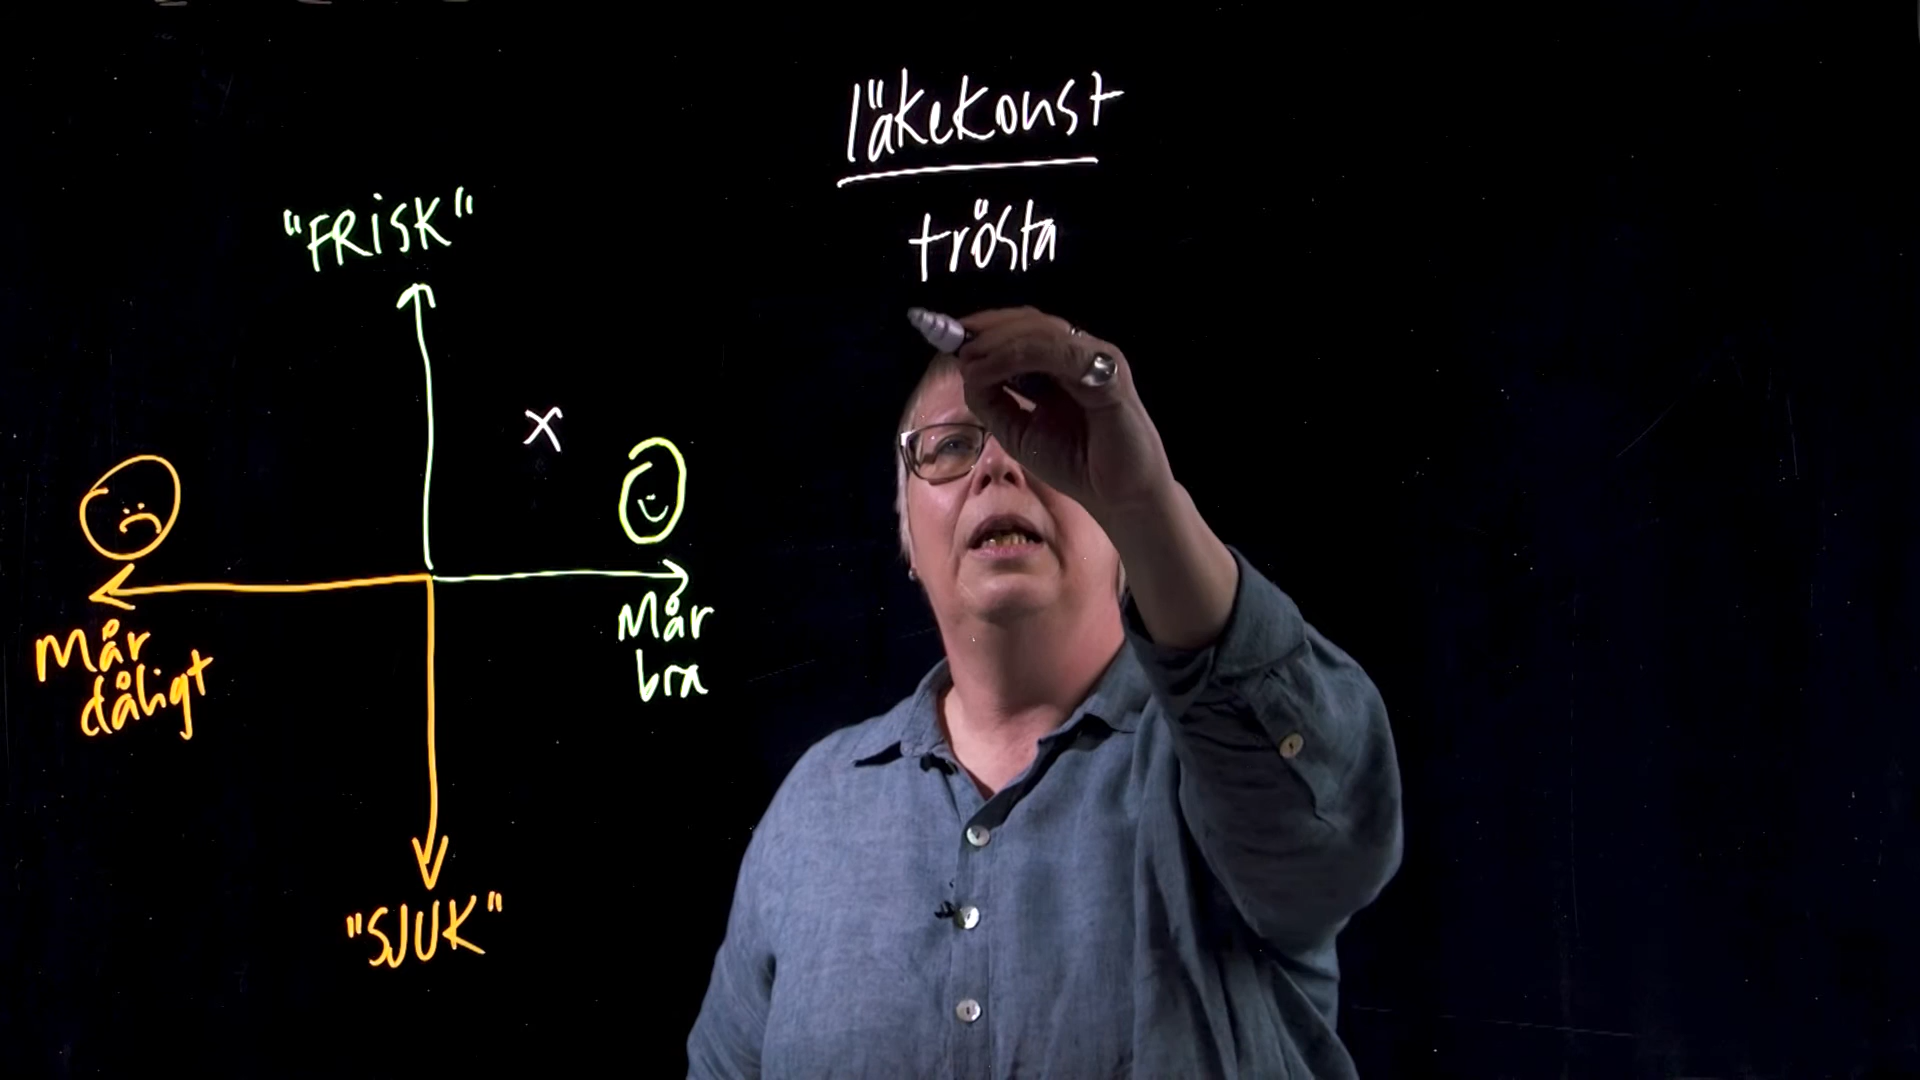 läkekonst
trösta
"FRISK"
X
Mår
dåligt
Mår
bra
"SJUK"